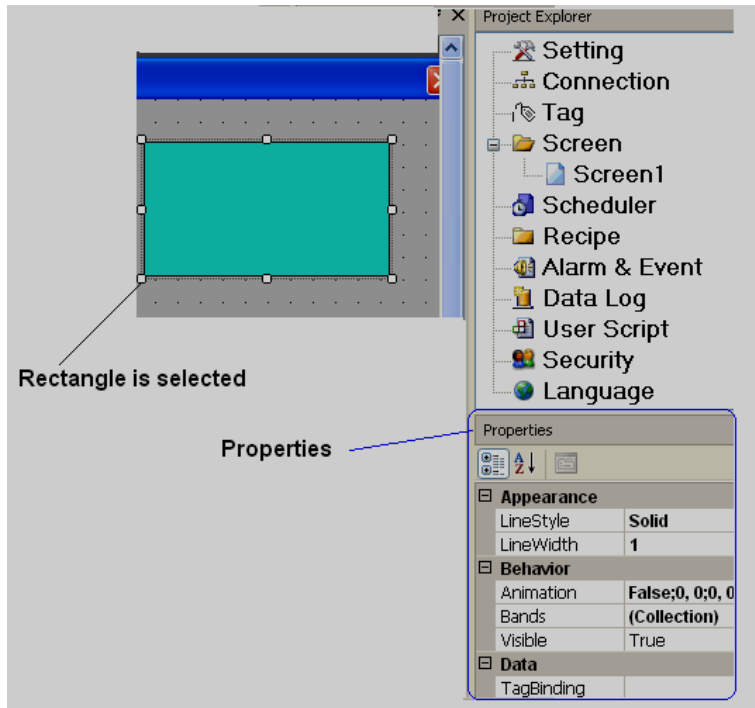 Project Explorer
Setting
Connection
Tag
Screen
Screen1
Scheduler
Recipe
Alarm & Event
Data Log
User Script
Security
Language
Rectangle is selected
Properties
Properties
Appearance
LineStyle Solid
LineWidth 1
Behavior
Animation False;0, 0;0, 0
Bands (Collection)
Visible True
Data
TagBinding